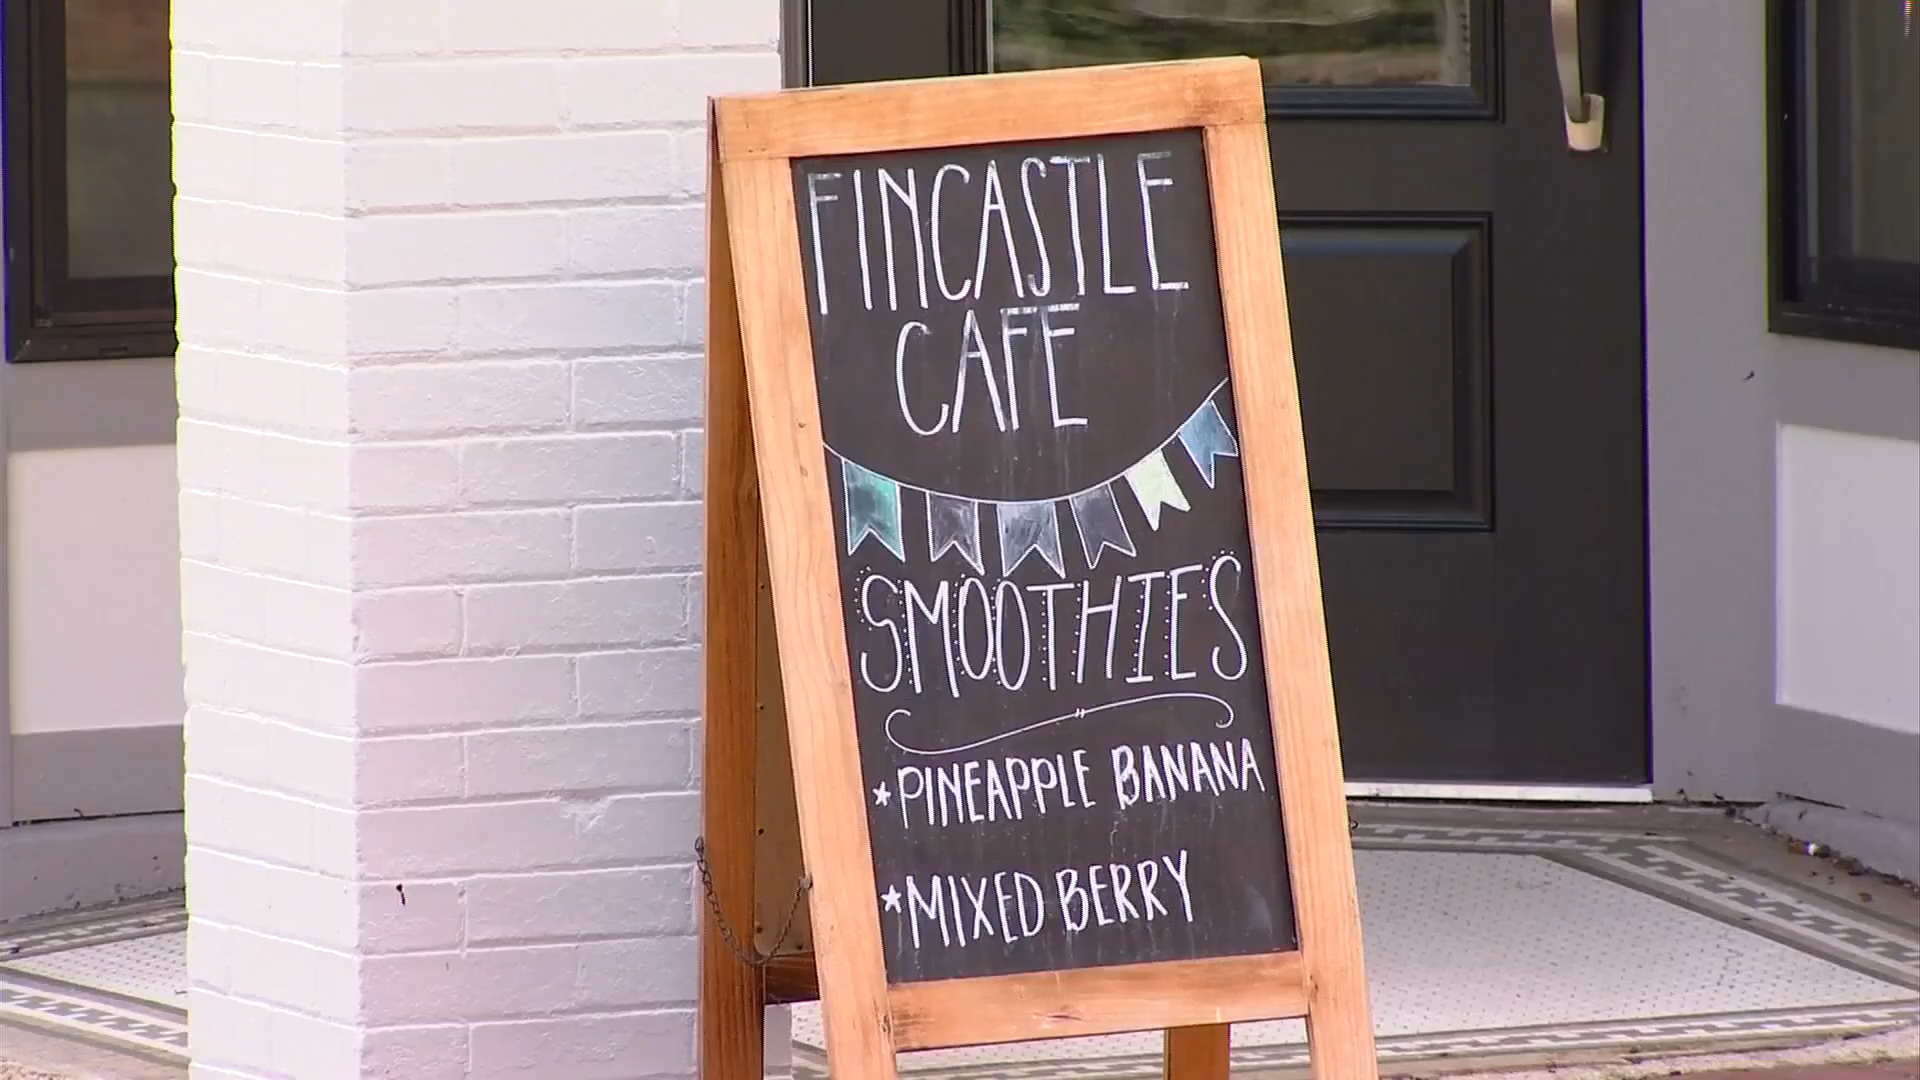 FINCASTLE
CAFE
SMOOTHIES
*PINEAPPLE BANANA
*MIXED BERRY